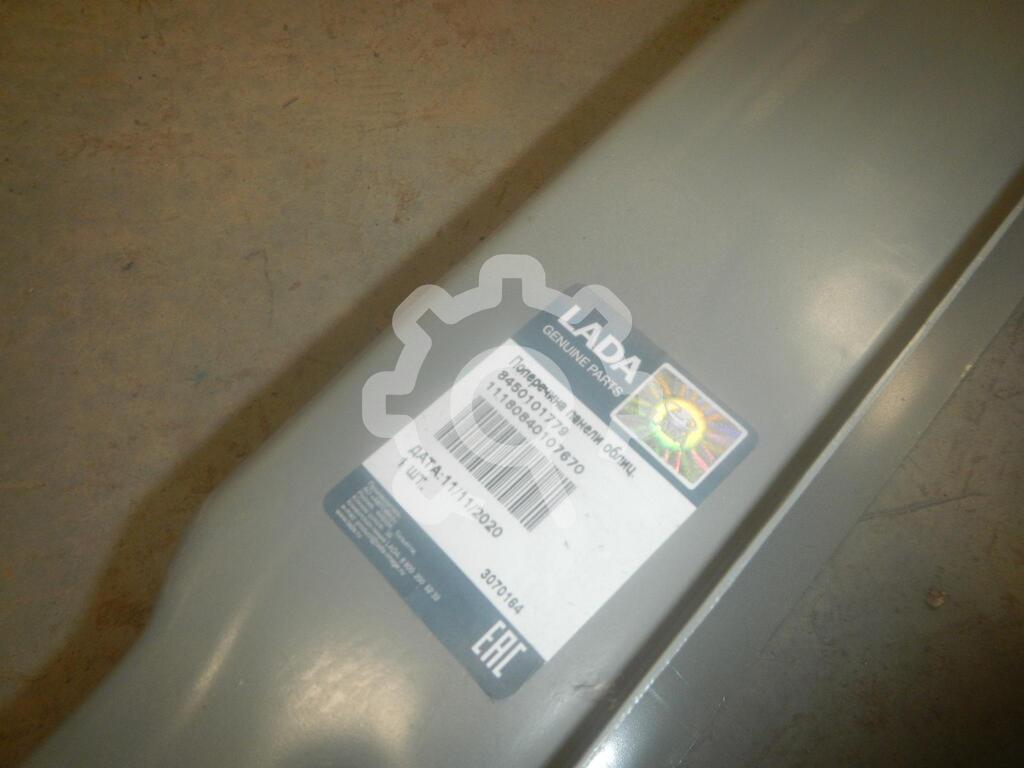 LADA
GENUINE PARTS
Поперечина панели облиц.
8450101779
11180840107670
ДАТА:11/11/2020
1 ШТ.
3070164
EAC